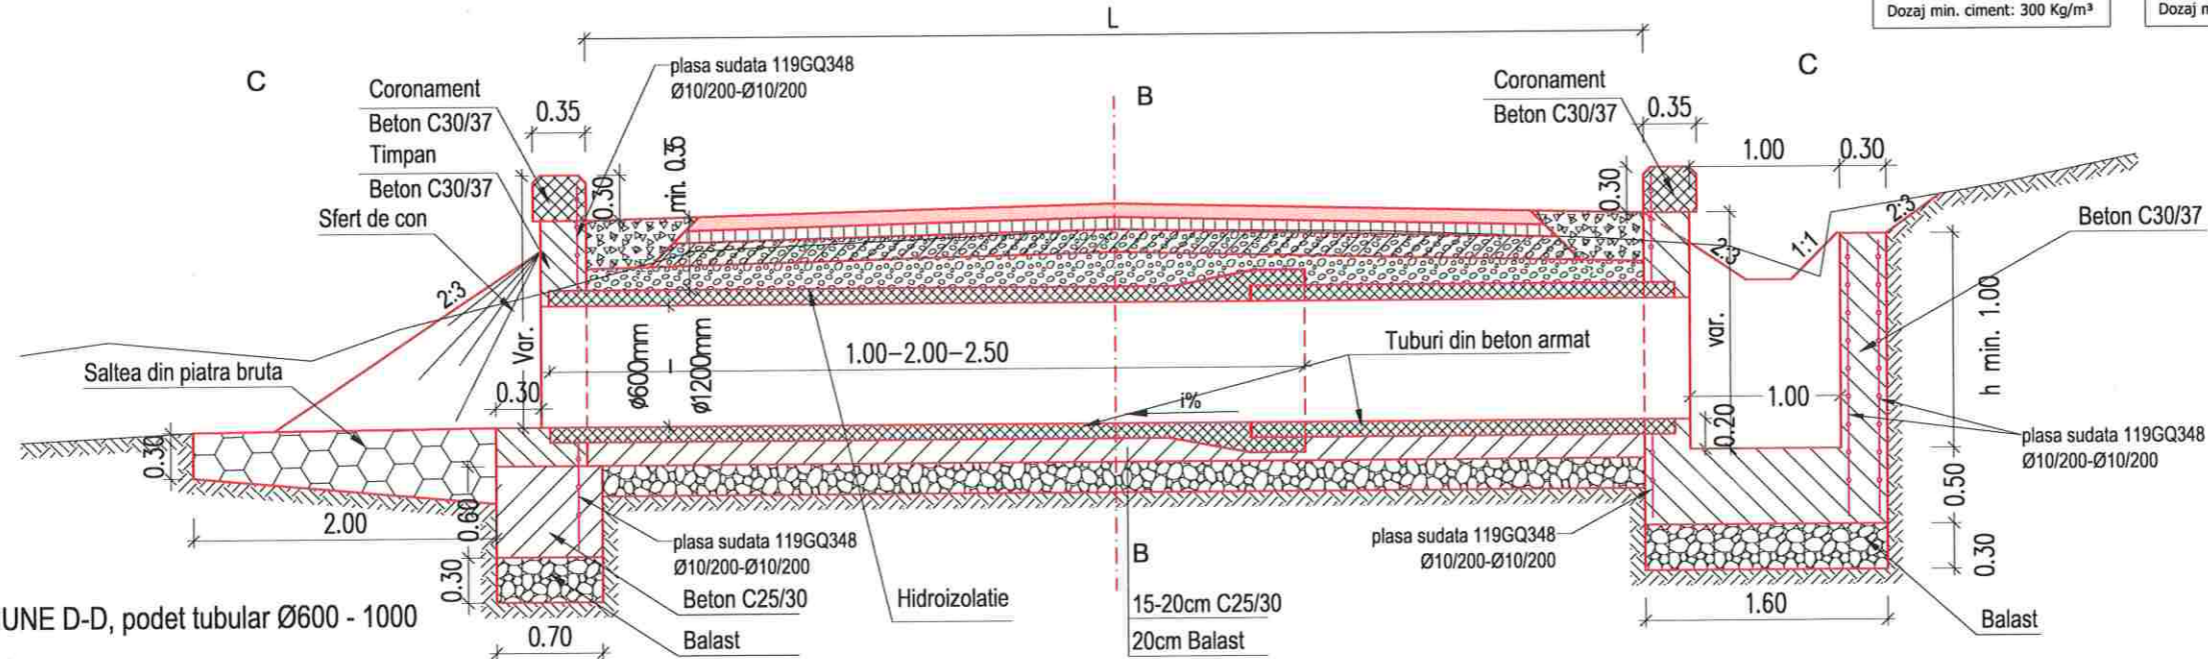 Dozaj min. ciment: 300 Kg/m³
Dozaj m
L
C
plasa sudata 119GQ348
Ø10/200-Ø10/200
B
C
Coronament
Beton C30/37
0.35
Timpan
Beton C30/37
Sfert de con
0.30
min. 0.35
Coronament
Beton C30/37
0.35
1.00
0.30
0.30
2:3
Beton C30/37
2:3
1:1
2:3
Var.
Ø600mm
–
Ø1200mm
1.00–2.00–2.50
Tuburi din beton armat
var.
h min. 1.00
Saltea din piatra bruta
0.30
i%
1.00
0.20
0.30
plasa sudata 119GQ348
Ø10/200-Ø10/200
2.00
0.60
0.50
plasa sudata 119GQ348
Ø10/200-Ø10/200
B
plasa sudata 119GQ348
Ø10/200-Ø10/200
0.30
0.30
Beton C25/30
Hidroizolatie
15-20cm C25/30
1.60
UNE D-D, podet tubular Ø600 - 1000
0.70
Balast
20cm Balast
Balast